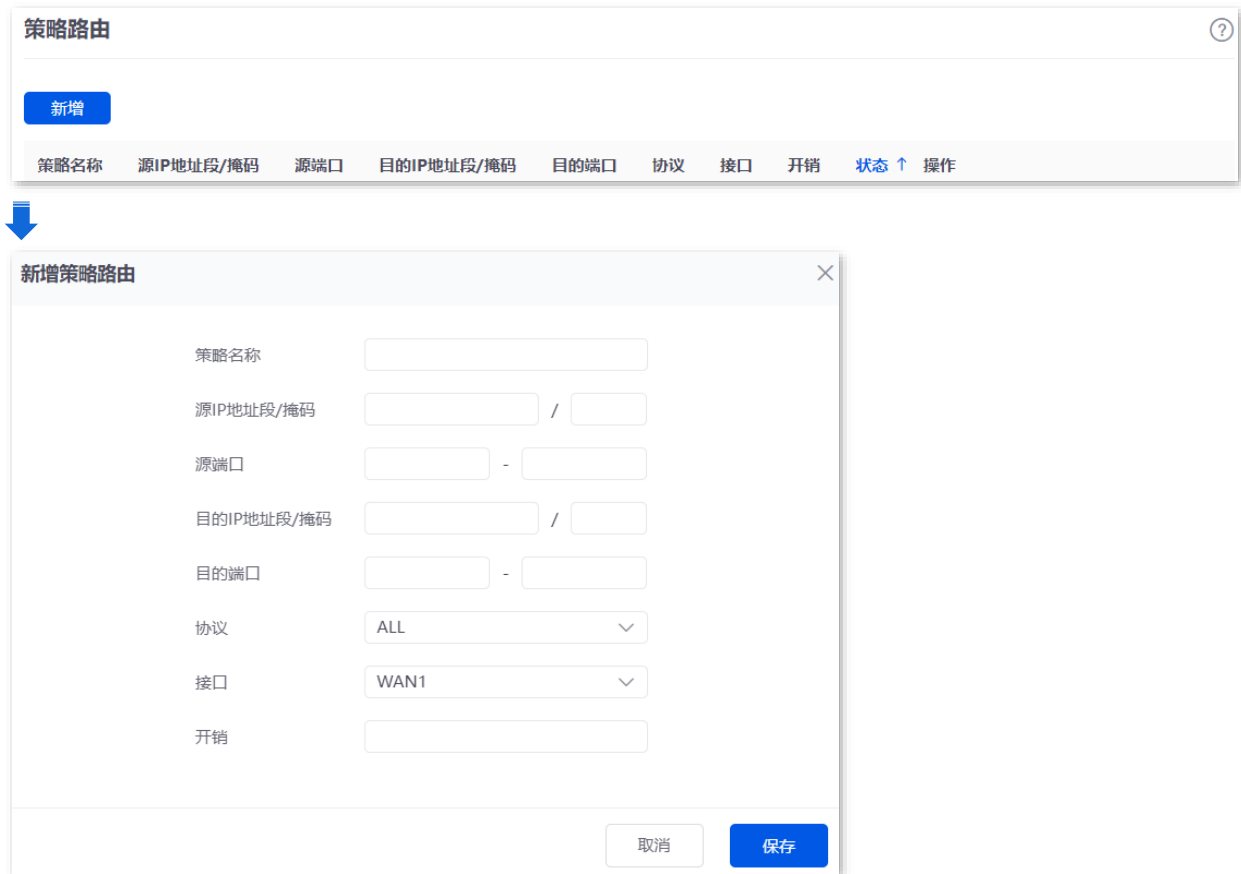 策略路由
?
新增
策略名称 源IP地址段/掩码 源端口 目的IP地址段/掩码 目的端口 协议 接口 开销 状态 ↑ 操作
新增策略路由
策略名称
源IP地址段/掩码 /
源端口 -
目的IP地址段/掩码 /
目的端口 -
协议 ALL
接口 WAN1
开销
取消 保存